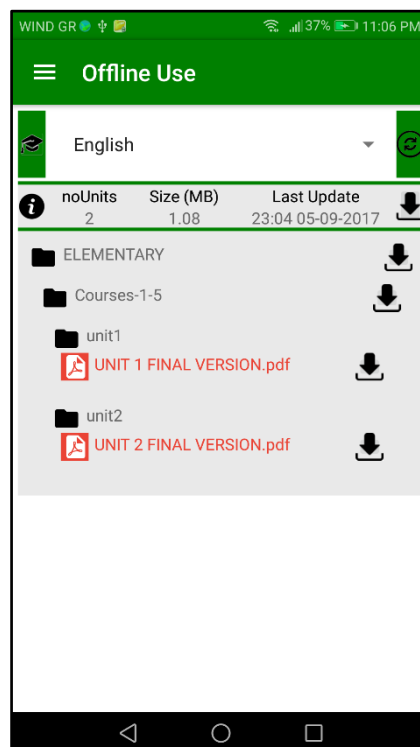 WIND GR 37% 11:06 PM
Offline Use
English
noUnits Size (MB) Last Update
2 1.08 23:04 05-09-2017
ELEMENTARY
Courses-1-5
unit1
UNIT 1 FINAL VERSION.pdf
unit2
UNIT 2 FINAL VERSION.pdf